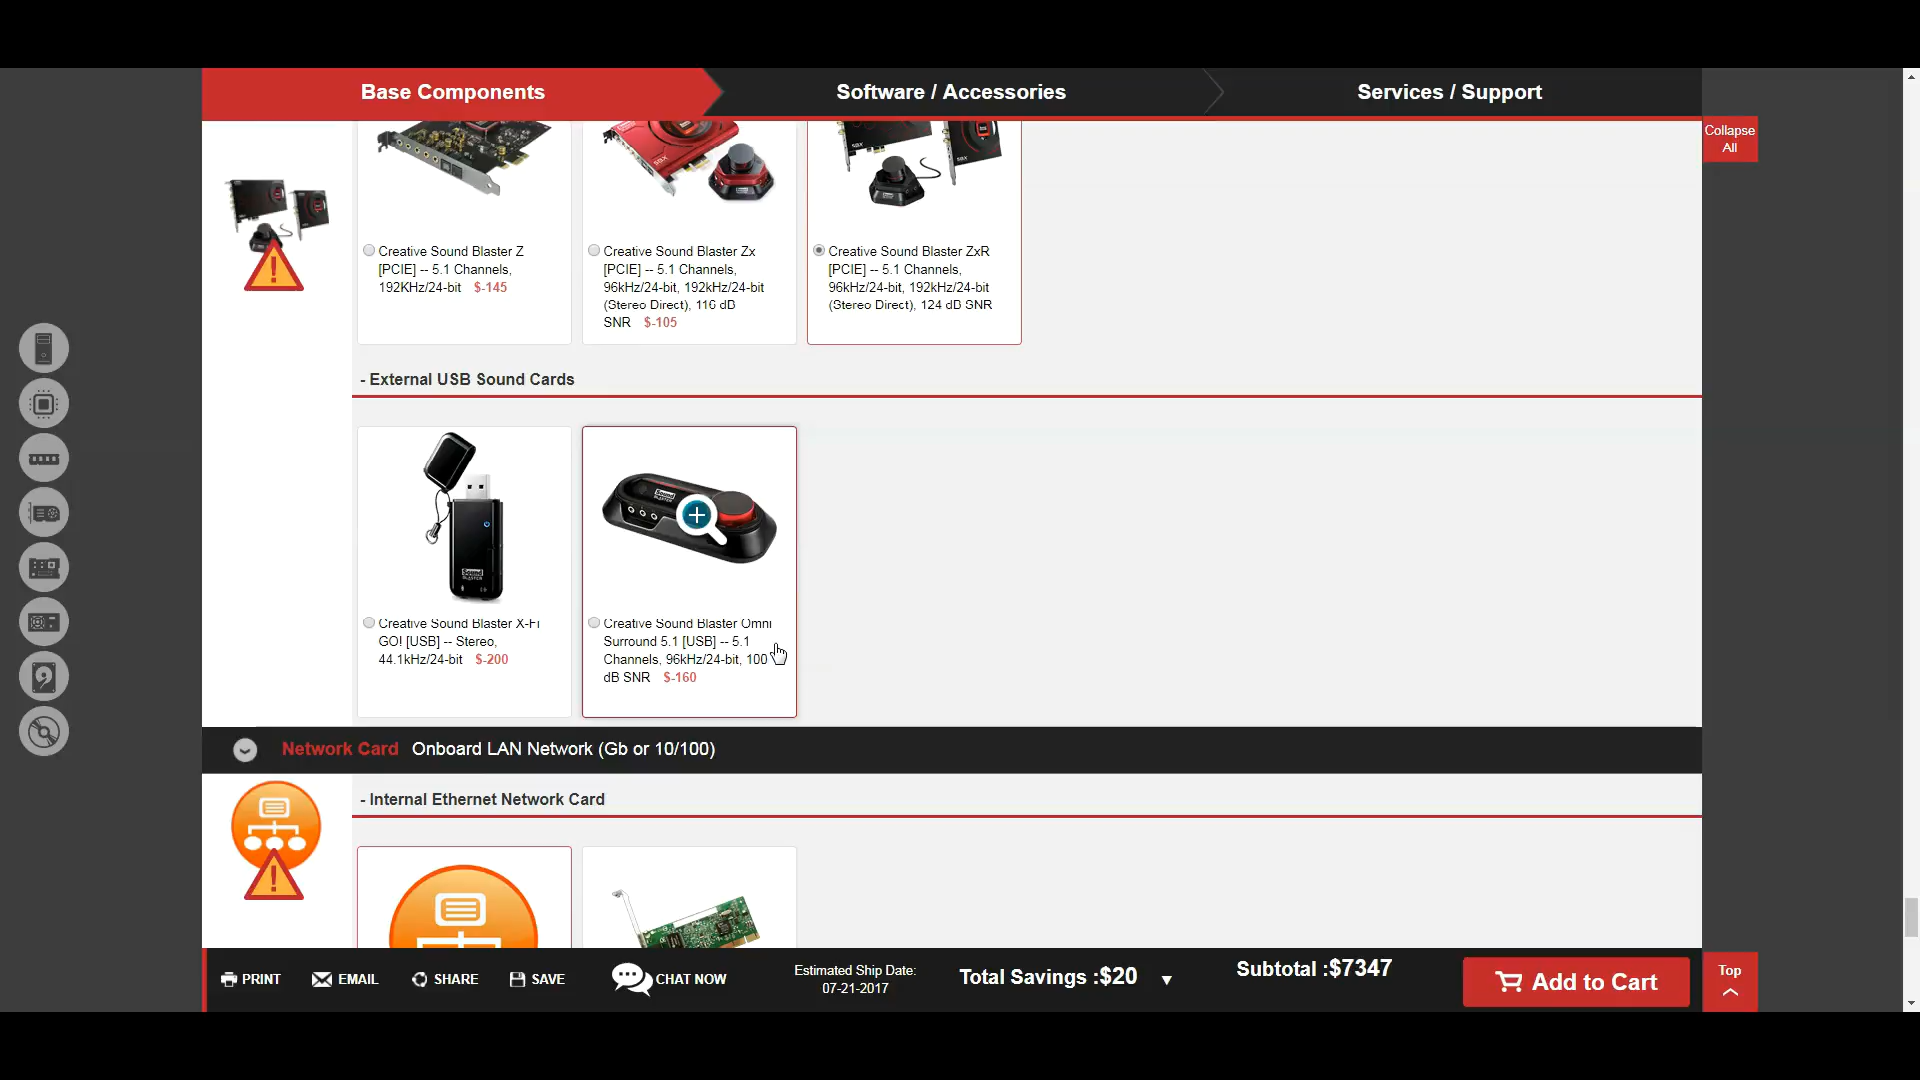 Base Components
Software / Accessories
Services / Support
Collapse
All
SBX
SBX
Creative Sound Blaster Z
[PCIE] -- 5.1 Channels,
192KHz/24-bit $-145
Creative Sound Blaster Zx
[PCIE] -- 5.1 Channels,
96kHz/24-bit, 192kHz/24-bit
(Stereo Direct), 116 dB
SNR $-105
Creative Sound Blaster ZxR
[PCIE] -- 5.1 Channels,
96kHz/24-bit, 192kHz/24-bit
(Stereo Direct), 124 dB SNR
- External USB Sound Cards
Sound
BLASTER
Sound
BLASTER
Creative Sound Blaster X-Fi
GO! [USB] -- Stereo,
44.1kHz/24-bit $-200
Creative Sound Blaster Omni
Surround 5.1 [USB] -- 5.1
Channels, 96kHz/24-bit, 100
dB SNR $-160
Network Card Onboard LAN Network (Gb or 10/100)
- Internal Ethernet Network Card
PRINT
EMAIL
SHARE
SAVE
CHAT NOW
Estimated Ship Date:
07-21-2017
Total Savings :$20
Subtotal :$7347
Add to Cart
Top